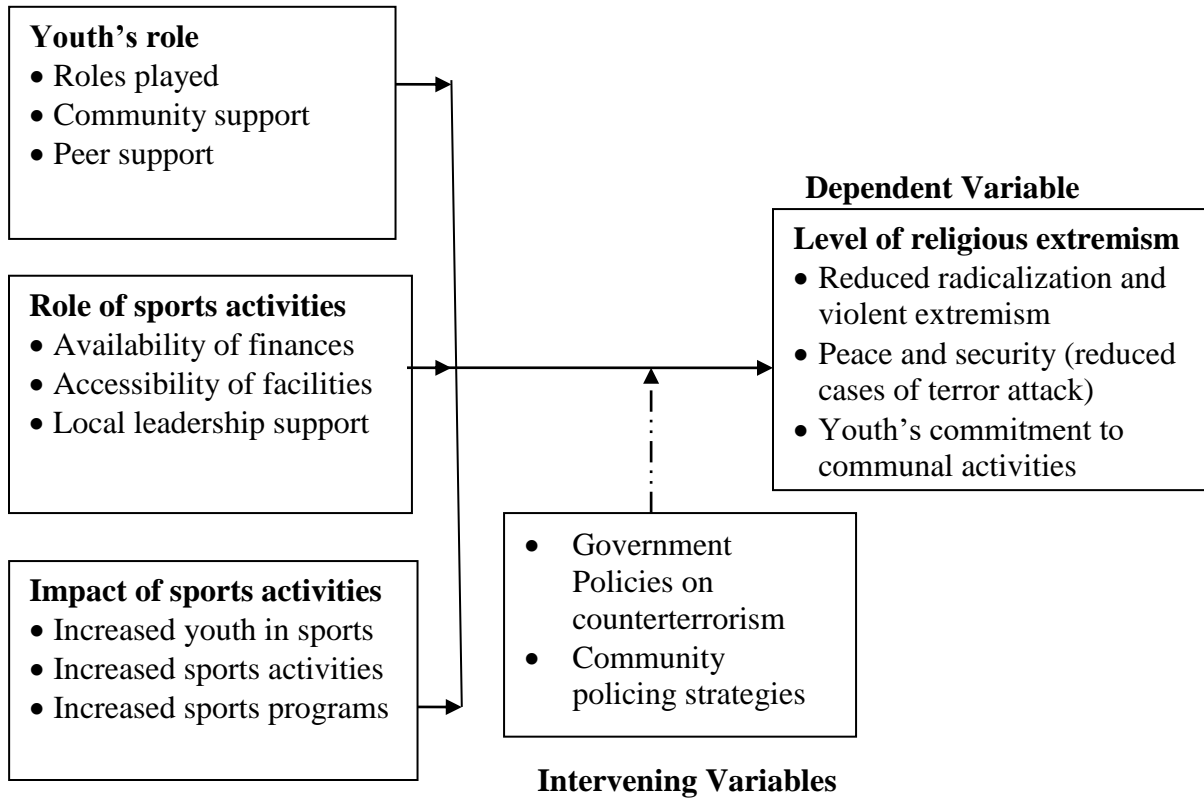 Youth’s role
• Roles played
• Community support
• Peer support
Role of sports activities
• Availability of finances
• Accessibility of facilities
• Local leadership support
Impact of sports activities
• Increased youth in sports
• Increased sports activities
• Increased sports programs
Dependent Variable
Level of religious extremism
• Reduced radicalization and
violent extremism
• Peace and security (reduced
cases of terror attack)
• Youth’s commitment to
communal activities
• Government
Policies on
counterterrorism
• Community
policing strategies
Intervening Variables